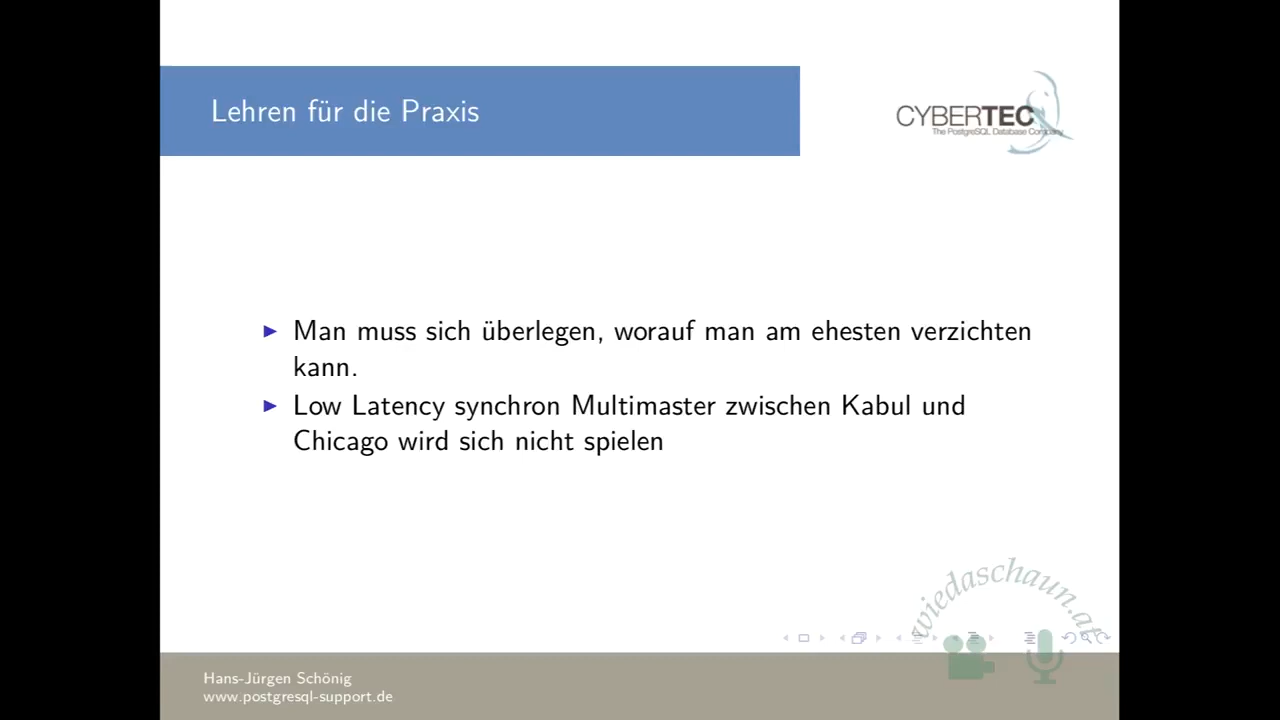 Lehren für die Praxis
CYBERTEC
The PostgreSQL Database Company
Man muss sich überlegen, worauf man am ehesten verzichten
kann.
Low Latency synchron Multimaster zwischen Kabul und
Chicago wird sich nicht spielen
wiedaschaun.at
Hans-Jürgen Schönig
www.postgresql-support.de